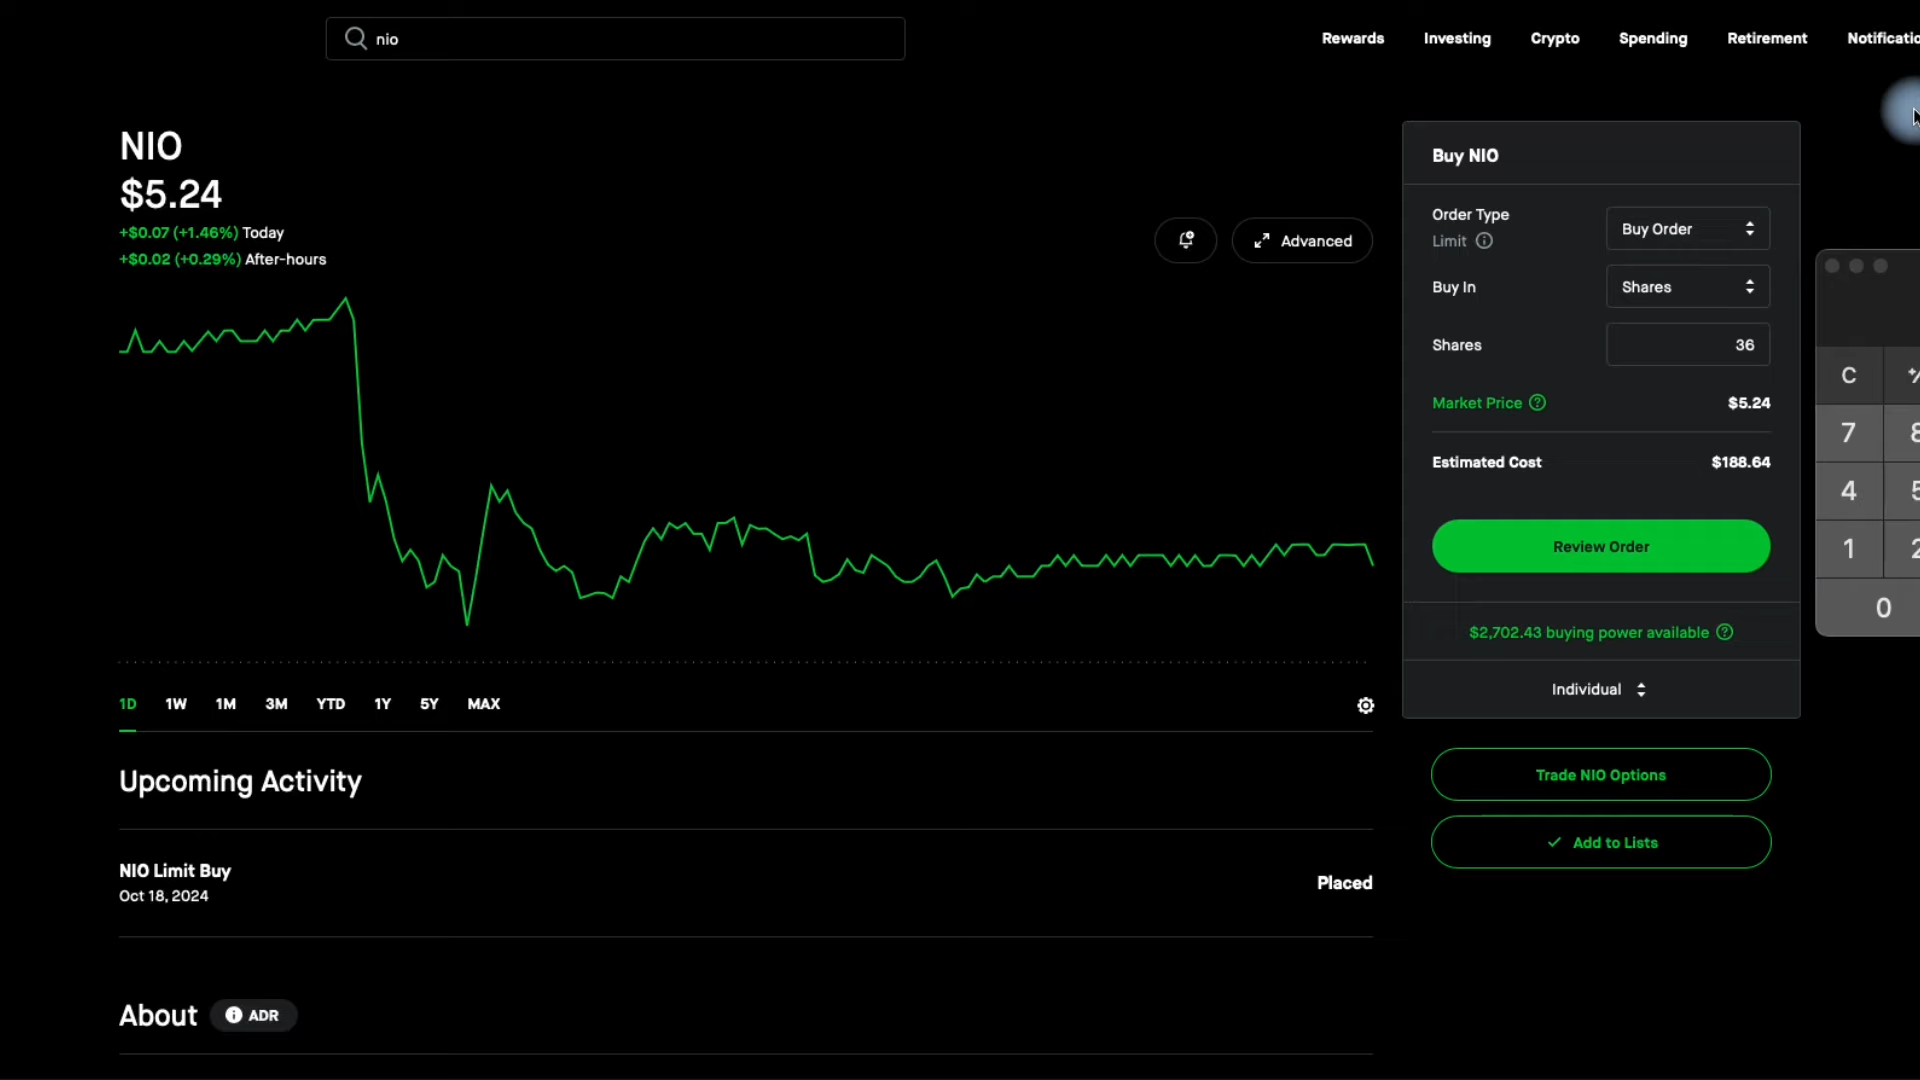 nio
Rewards Investing Crypto Spending Retirement Notificatio
NIO
$5.24
+$0.07 (+1.46%) Today
+$0.02 (+0.29%) After-hours
Advanced
1D 1W 1M 3M YTD 1Y 5Y MAX
Upcoming Activity
NIO Limit Buy
Oct 18, 2024
Placed
About ADR
Buy NIO
Order Type
Limit
Buy Order
Buy In Shares
Shares 36
Market Price $5.24
Estimated Cost $188.64
Review Order
$2,702.43 buying power available
Individual
Trade NIO Options
Add to Lists
C
7 8
4 5
1 2
0